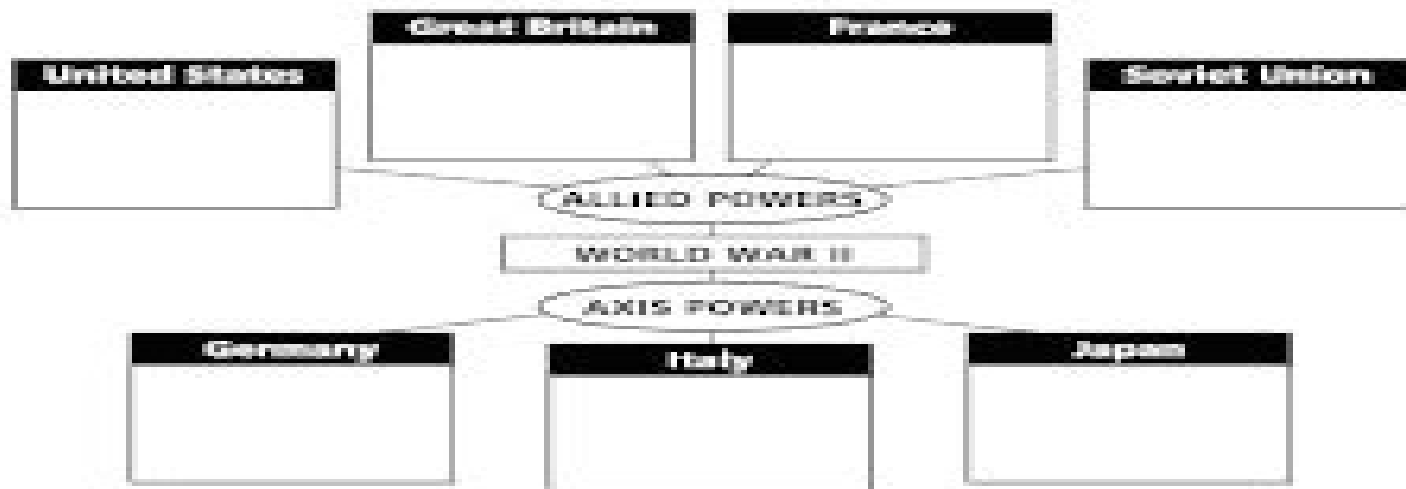 Great Britain
France
United States
Soviet Union
ALLIED POWERS
WORLD WAR II
AXIS POWERS
Germany
Italy
Japan